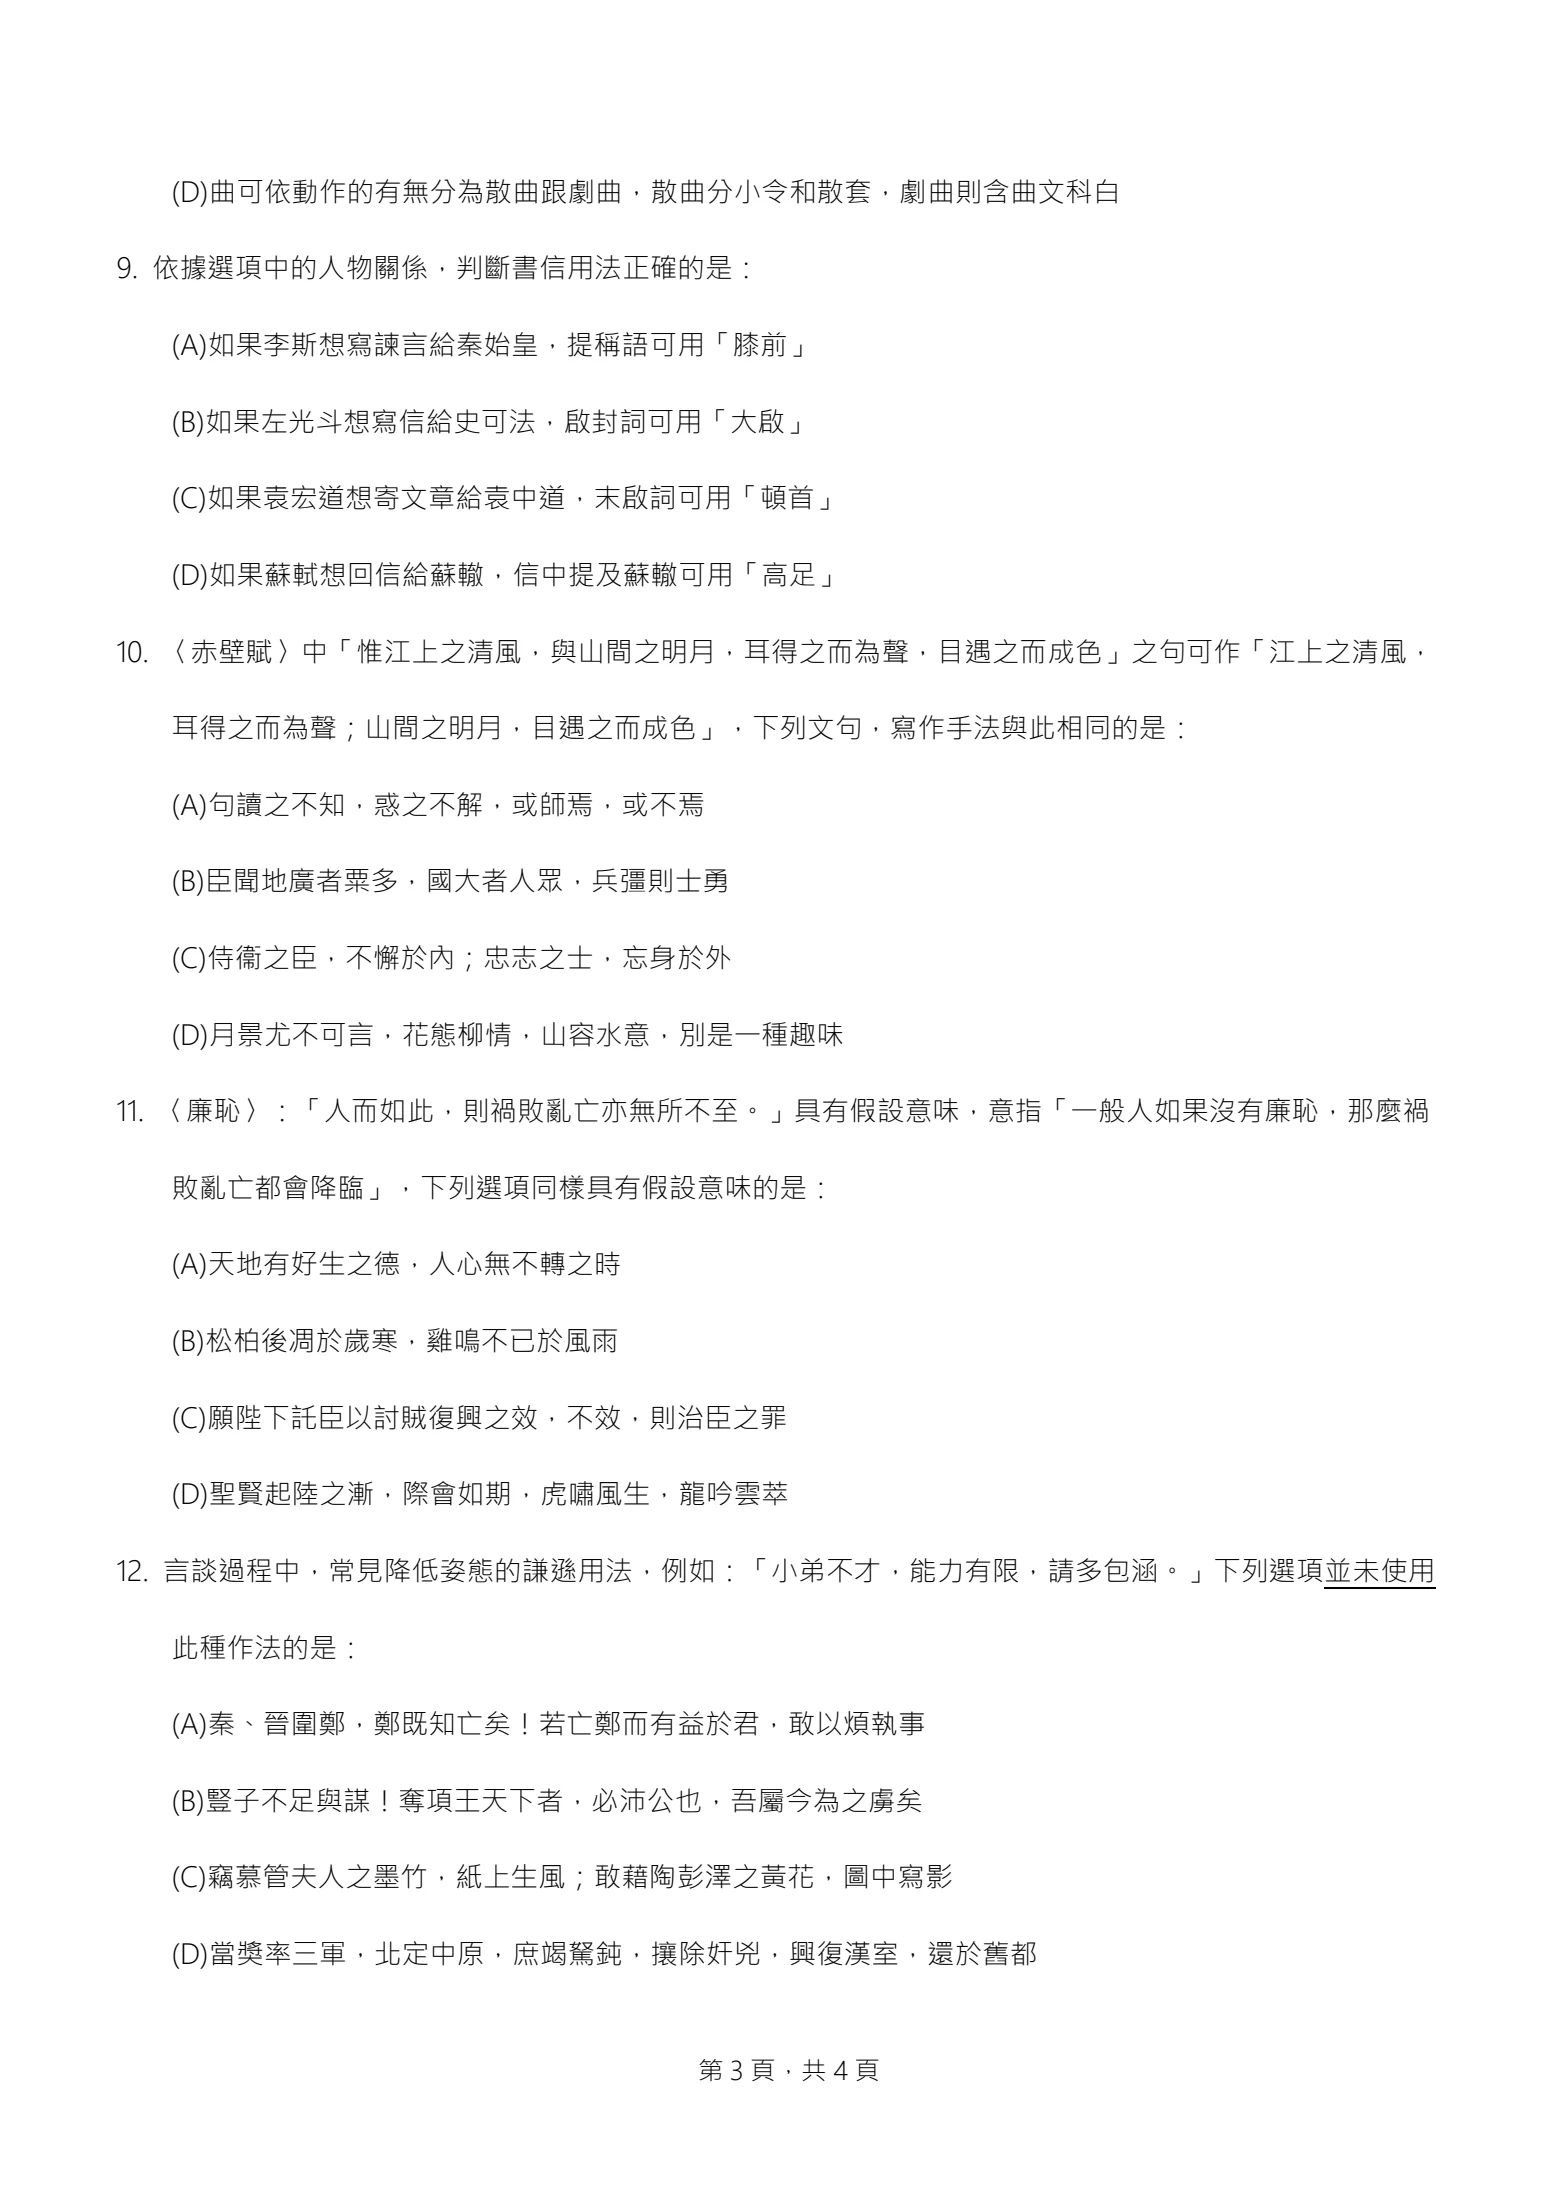 (D)曲可依動作的有無分為散曲跟劇曲，散曲分小令和散套，劇曲則含曲文科白
9. 依據選項中的人物關係，判斷書信用法正確的是：
(A)如果李斯想寫諫言給秦始皇，提稱語可用「膝前」
(B)如果左光斗想寫信給史可法，啟封詞可用「大啟」
(C)如果袁宏道想寄文章給袁中道，末啟詞可用「頓首」
(D)如果蘇軾想回信給蘇轍，信中提及蘇轍可用「高足」
10. 〈赤壁賦〉中「惟江上之清風，與山間之明月，耳得之而為聲，目遇之而成色」之句可作「江上之清風，
耳得之而為聲；山間之明月，目遇之而成色」，下列文句，寫作手法與此相同的是：
(A)句讀之不知，惑之不解，或師焉，或不焉
(B)臣聞地廣者粟多，國大者人眾，兵彊則士勇
(C)侍衞之臣，不懈於內；忠志之士，忘身於外
(D)月景尤不可言，花態柳情，山容水意，別是一種趣味
11. 〈廉恥〉：「人而如此，則禍敗亂亡亦無所不至。」具有假設意味，意指「一般人如果沒有廉恥，那麼禍
敗亂亡都會降臨」，下列選項同樣具有假設意味的是：
(A)天地有好生之德，人心無不轉之時
(B)松柏後凋於歲寒，雞鳴不已於風雨
(C)願陛下託臣以討賊復興之效，不效，則治臣之罪
(D)聖賢起陸之漸，際會如期，虎嘯風生，龍吟雲萃
12. 言談過程中，常見降低姿態的謙遜用法，例如：「小弟不才，能力有限，請多包涵。」下列選項並未使用
此種作法的是：
(A)秦、晉圍鄭，鄭既知亡矣！若亡鄭而有益於君，敢以煩執事
(B)豎子不足與謀！奪項王天下者，必沛公也，吾屬今為之虜矣
(C)竊慕管夫人之墨竹，紙上生風；敢藉陶彭澤之黃花，圖中寫影
(D)當獎率三軍，北定中原，庶竭駑鈍，攘除奸兇，興復漢室，還於舊都
第 3 頁，共 4 頁